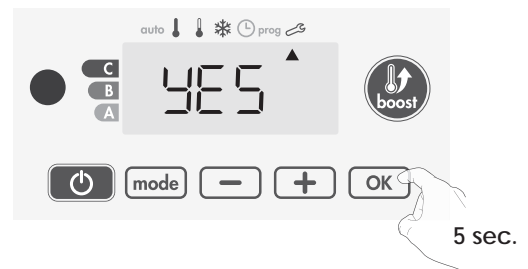 auto prog
C
B
A
YES
boost
mode − + OK
5 sec.